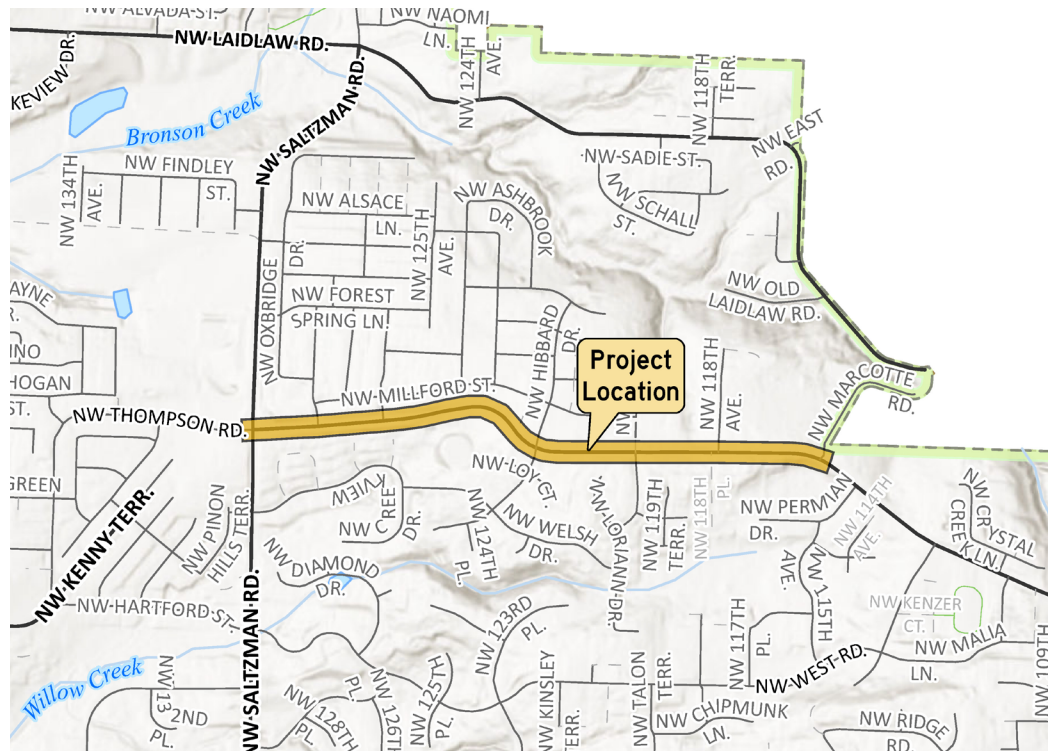 NW ALVADA ST.
NW NAOMI
LN.
NW LAIDLAW RD.
NW 124TH
AVE.
KEVIEW DR.
NW SALTZMAN RD.
NW 118TH
TERR.
NW EAST
RD.
Bronson Creek
NW SADIE ST.
NW FINDLEY
ST.
NW 134TH
AVE.
NW SCHALL
ST.
NW ASHBROOK
DR.
NW ALSACE
LN.
NW 125TH
AVE.
NW OXBRIDGE
DR.
NW OLD
LAIDLAW RD.
NW FOREST
SPRING LN.
AYNE
R.
INO
HOGAN
ST.
NW HIBBARD
DR.
Project
Location
NW 118TH
AVE.
NW MARCOTTE
RD.
NW MILLFORD ST.
NW THOMPSON RD.
GREEN
NW PINON
HILLS TERR.
NW KENNY TERR.
VIEW
NW CREE
DR.
NW LOY CT.
NW 124TH
PL.
NW WELSH
DR.
NW LORIANN DR.
NW 119TH
TERR.
NW 118TH
PL.
NW PERMIAN
DR.
NW 114TH
AVE.
NW CRYSTAL
CREEK LN.
NW DIAMOND
DR.
NW 115TH
AVE.
NW HARTFORD ST.
NW SALTZMAN RD.
NW 123RD
PL.
NW 117TH
PL.
NW KENZER
CT.
NW MALIA
LN.
Willow Creek
NW 132ND
PL.
NW 128TH
PL.
NW 126TH
PL.
NW 125TH
PL.
NW KINSLEY
TERR.
NW TALON
TERR.
NW WEST RD.
NW CHIPMUNK
LN.
NW RIDGE
RD.